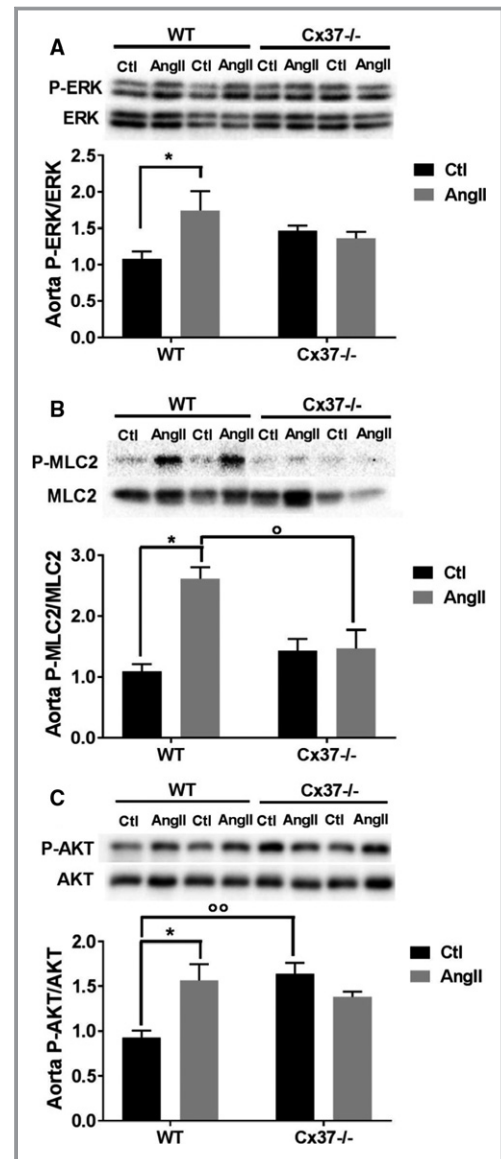 A
WT Cx37-/-
Ctl AngII Ctl AngII Ctl AngII Ctl AngII
P-ERK
ERK
Aorta P-ERK/ERK
2.5
2.0
1.5
1.0
0.5
0.0
*
WT Cx37-/-
Ctl
AngII
B
WT Cx37-/-
Ctl AngII Ctl AngII Ctl AngII Ctl AngII
P-MLC2
MLC2
Aorta P-MLC2/MLC2
3.0
2.0
1.0
0.0
* o
WT Cx37-/-
Ctl
AngII
C
WT Cx37-/-
Ctl AngII Ctl AngII Ctl AngII Ctl AngII
P-AKT
AKT
Aorta P-AKT/AKT
2.0
1.5
1.0
0.5
0.0
oo
*
WT Cx37-/-
Ctl
AngII